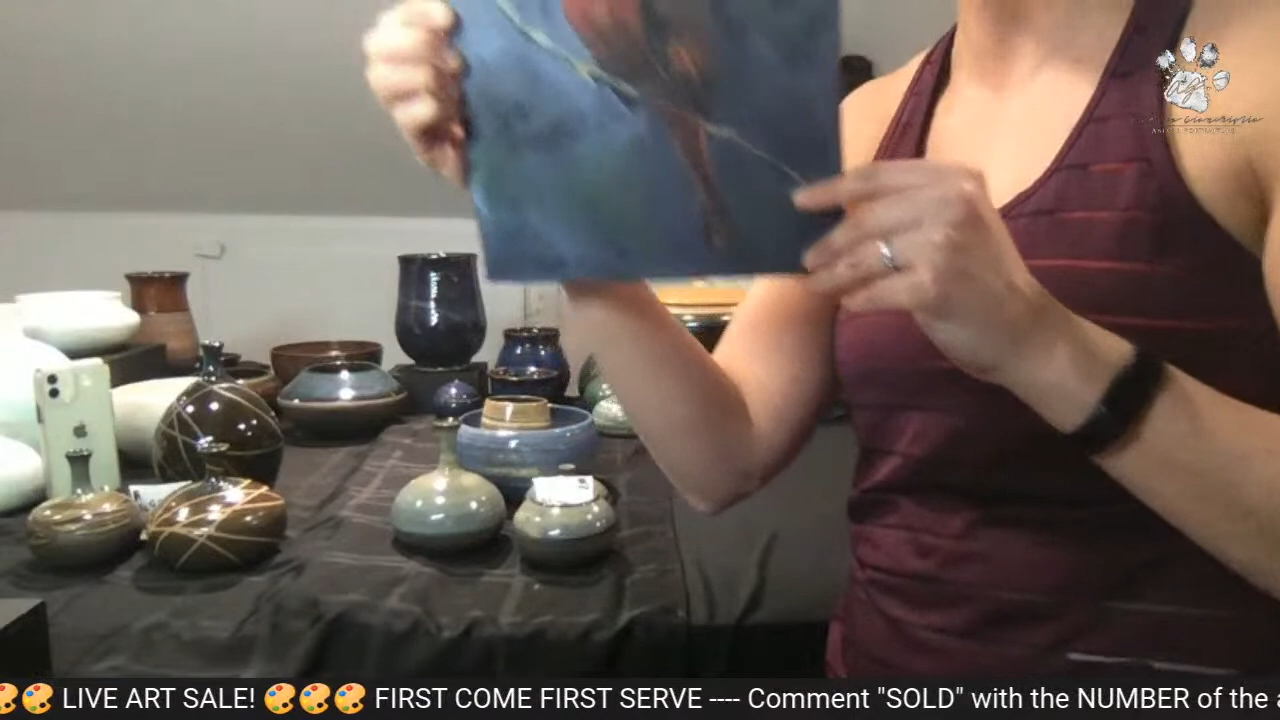 🎨🎨 LIVE ART SALE! 🎨🎨🎨 FIRST COME FIRST SERVE ---- Comment "SOLD" with the NUMBER of the a